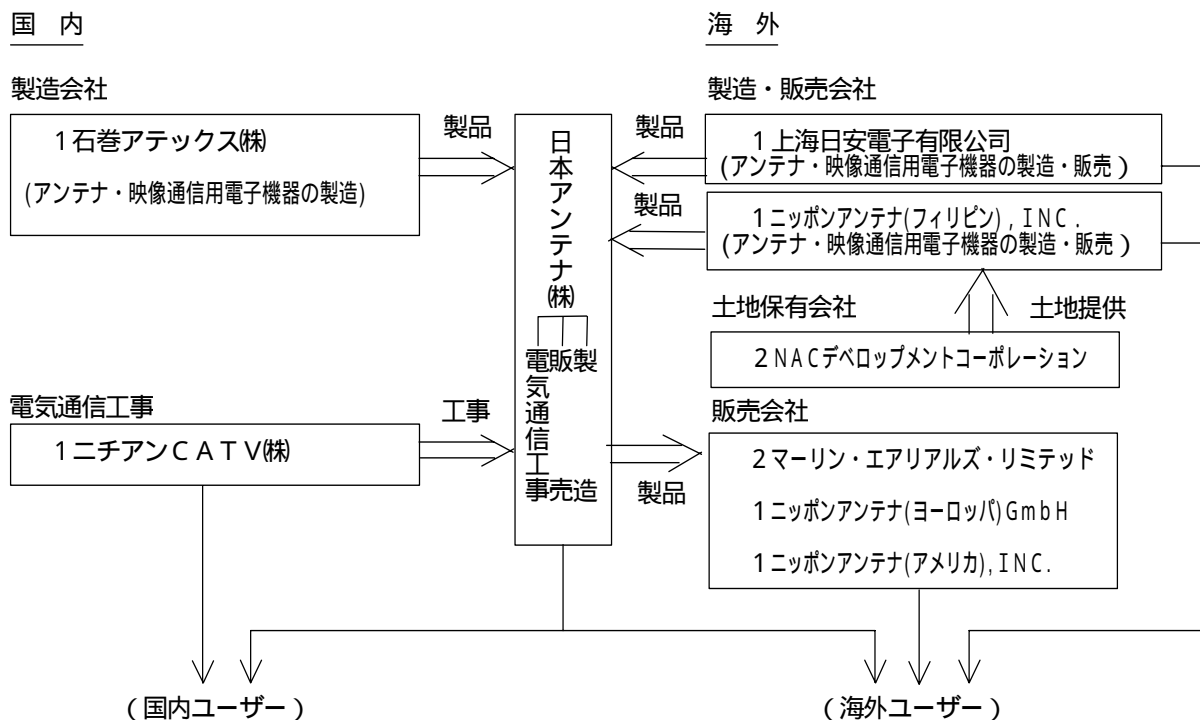 国　内
製造会社
1石巻アテックス㈱
(アンテナ・映像通信用電子機器の製造)
製品
電気通信工事
1ニチアンＣＡＴＶ㈱
工事
日本アンテナ㈱
電気通信工事
販売
製造
海　外
製造・販売会社
製品
1上海日安電子有限公司
(アンテナ・映像通信用電子機器の製造・販売)
製品
1ニッポンアンテナ(フィリピン), INC.
(アンテナ・映像通信用電子機器の製造・販売)
土地保有会社
土地提供
2NACデベロップメントコーポレーション
販売会社
製品
2マーリン・エアリアルズ・リミテッド
1ニッポンアンテナ(ヨーロッパ)GmbH
1ニッポンアンテナ(アメリカ),INC.
(国内ユーザー)
(海外ユーザー)